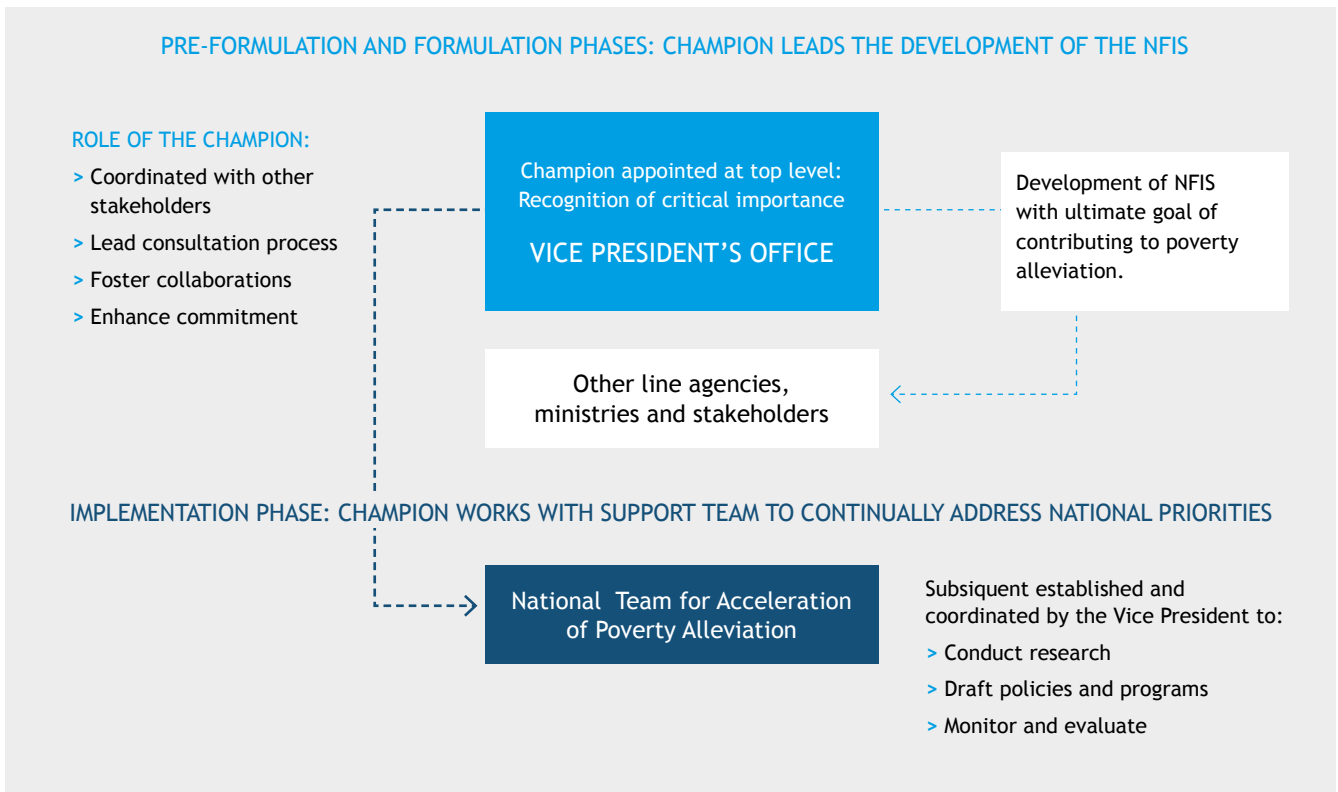 PRE-FORMULATION AND FORMULATION PHASES: CHAMPION LEADS THE DEVELOPMENT OF THE NFIS
ROLE OF THE CHAMPION:
> Coordinated with other
stakeholders
> Lead consultation process
> Foster collaborations
> Enhance commitment
Champion appointed at top level:
Recognition of critical importance
VICE PRESIDENT’S OFFICE
Development of NFIS
with ultimate goal of
contributing to poverty
alleviation.
Other line agencies,
ministries and stakeholders
IMPLEMENTATION PHASE: CHAMPION WORKS WITH SUPPORT TEAM TO CONTINUALLY ADDRESS NATIONAL PRIORITIES
National Team for Acceleration
of Poverty Alleviation
Subsiquent established and
coordinated by the Vice President to:
> Conduct research
> Draft policies and programs
> Monitor and evaluate